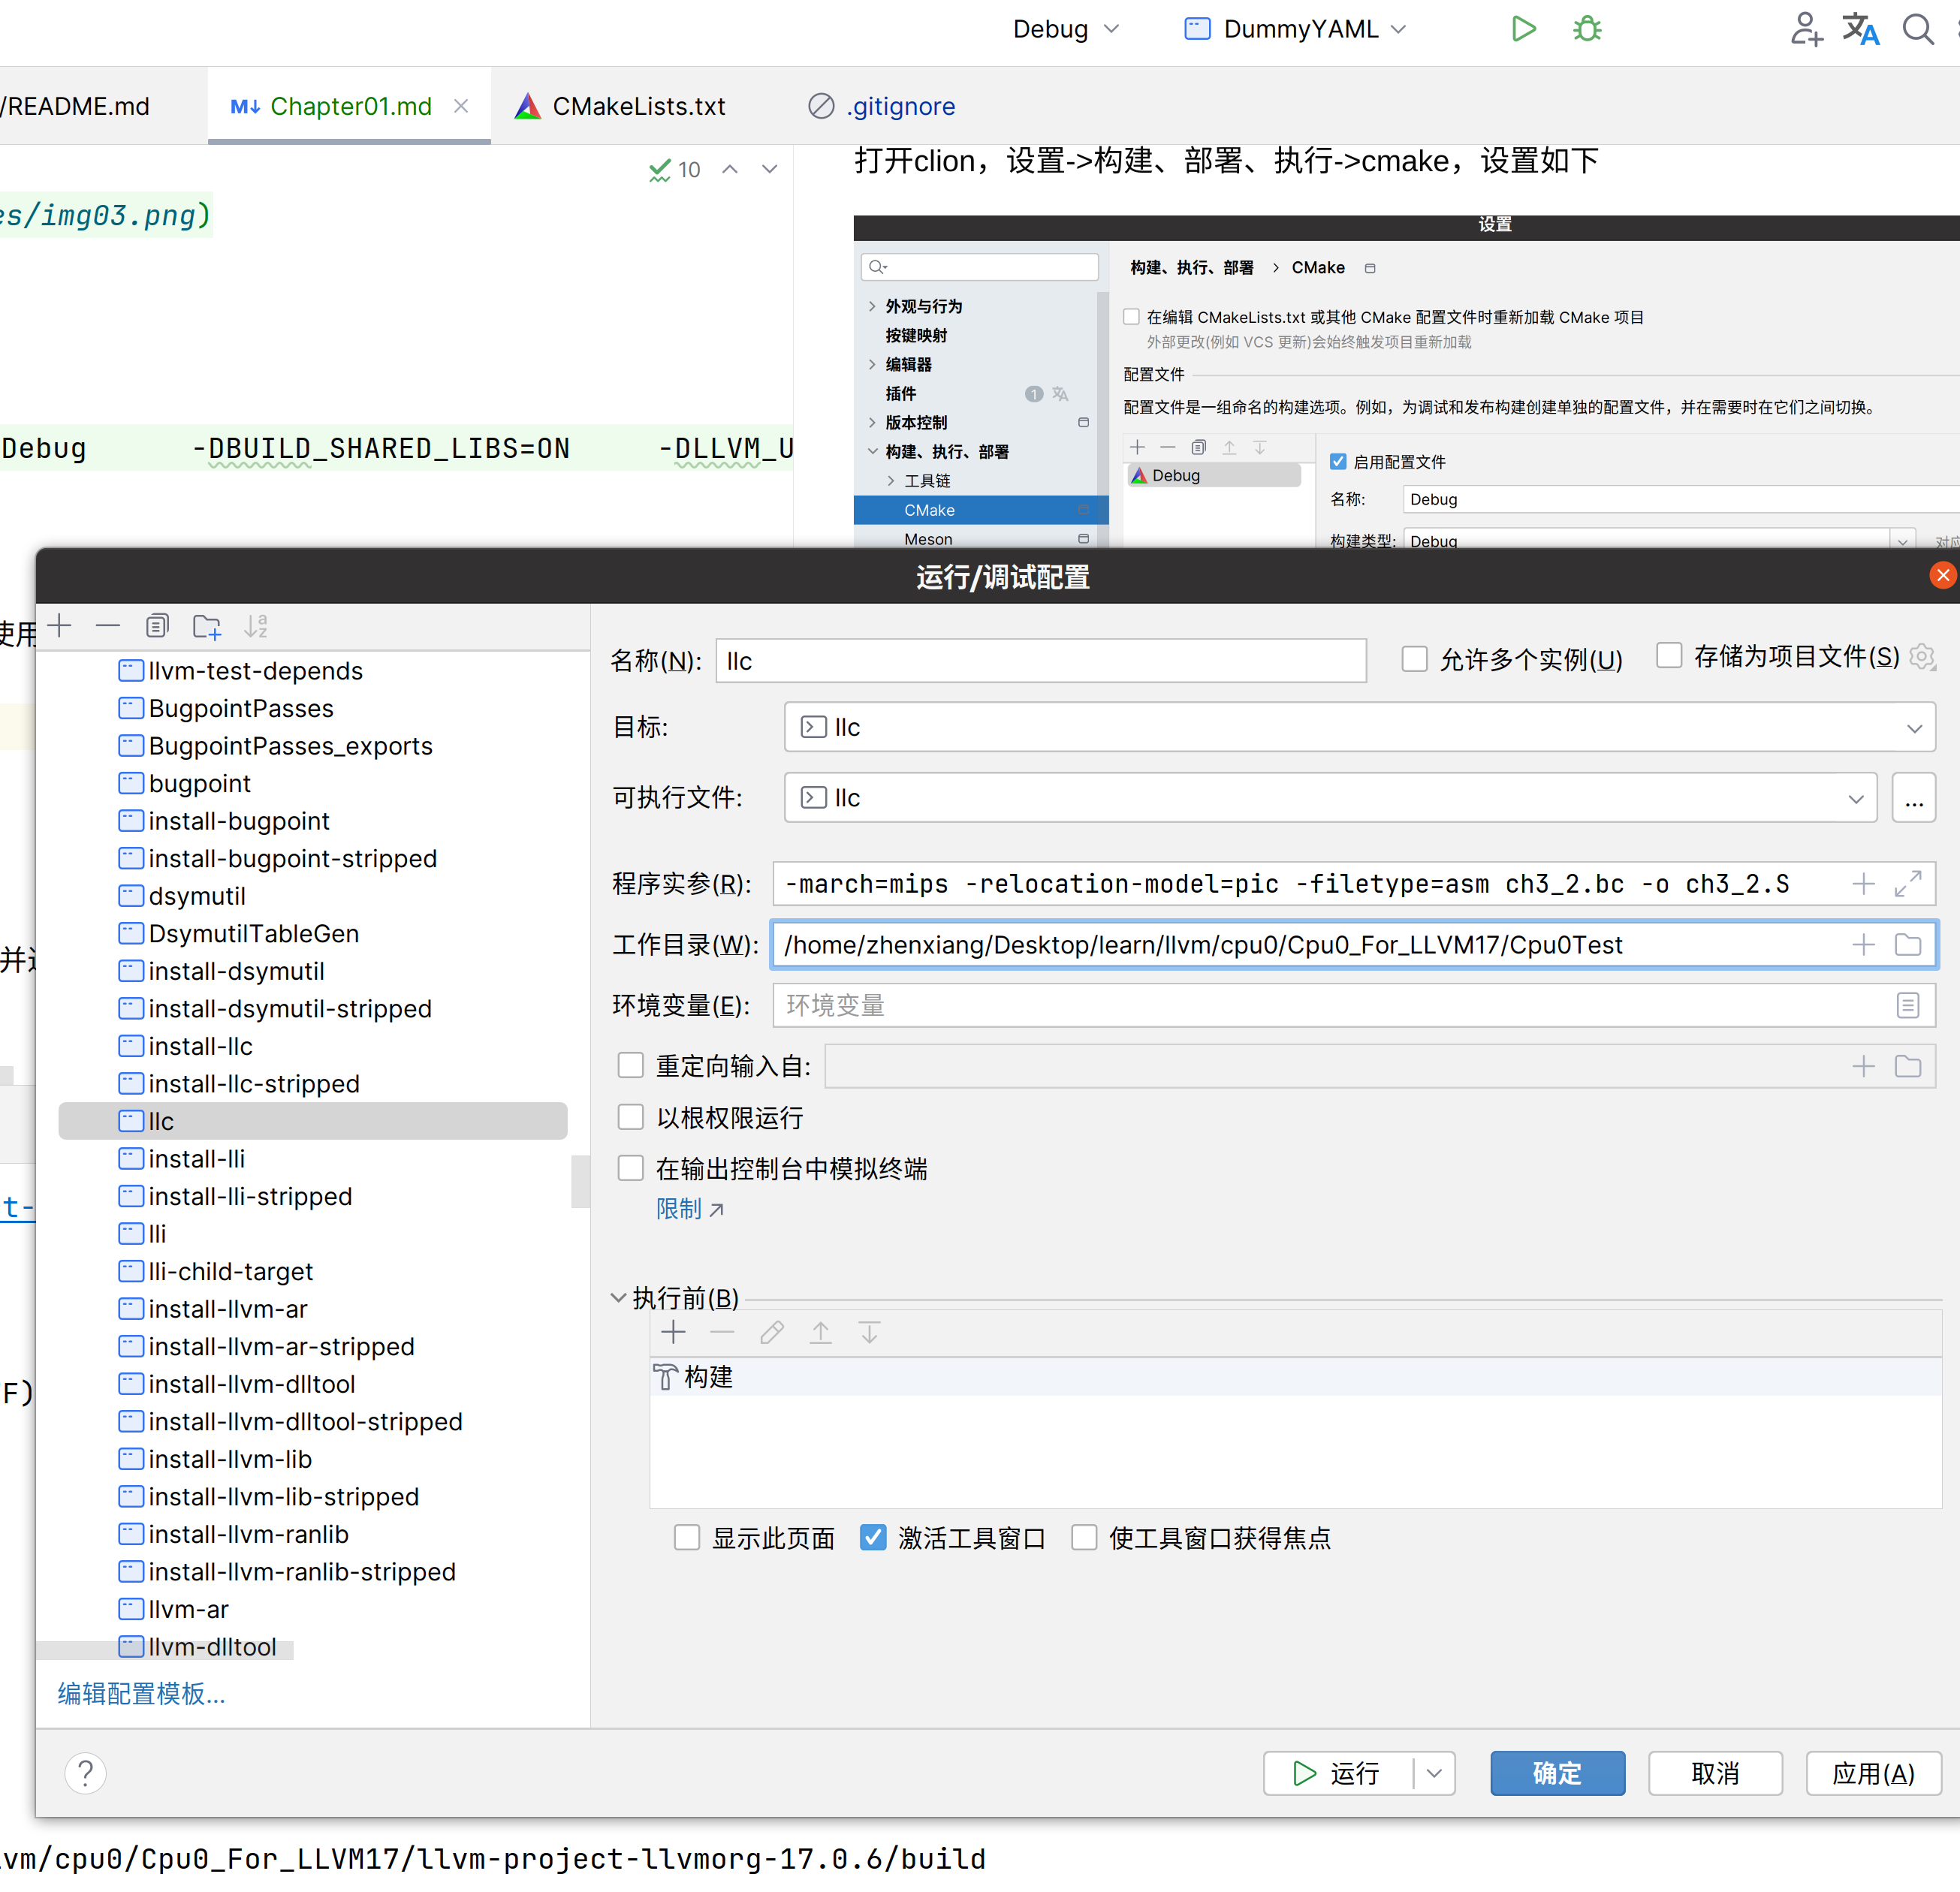 Debug
DummyYAML
/README.md
M↓ Chapter01.md
CMakeLists.txt
.gitignore
10
es/img03.png)
Debug -DBUILD_SHARED_LIBS=ON -DLLVM_U
打开clion，设置->构建、部署、执行->cmake，设置如下
设置
外观与行为
按键映射
编辑器
插件 1
版本控制
构建、执行、部署
工具链
CMake
Meson
构建、执行、部署 › CMake
在编辑 CMakeLists.txt 或其他 CMake 配置文件时重新加载 CMake 项目
外部更改(例如 VCS 更新)会始终触发项目重新加载
配置文件
配置文件是一组命名的构建选项。例如，为调试和发布构建创建单独的配置文件，并在需要时在它们之间切换。
Debug
启用配置文件
名称: Debug
构建类型: Debug 对应
使用
并
t-
F)
运行/调试配置
llvm-test-depends
BugpointPasses
BugpointPasses_exports
bugpoint
install-bugpoint
install-bugpoint-stripped
dsymutil
DsymutilTableGen
install-dsymutil
install-dsymutil-stripped
install-llc
install-llc-stripped
llc
install-lli
install-lli-stripped
lli
lli-child-target
install-llvm-ar
install-llvm-ar-stripped
install-llvm-dlltool
install-llvm-dlltool-stripped
install-llvm-lib
install-llvm-lib-stripped
install-llvm-ranlib
install-llvm-ranlib-stripped
llvm-ar
llvm-dlltool
编辑配置模板...
名称(N): llc
允许多个实例(U)
存储为项目文件(S)
目标: llc
可执行文件: llc ...
程序实参(R): -march=mips -relocation-model=pic -filetype=asm ch3_2.bc -o ch3_2.S
工作目录(W): /home/zhenxiang/Desktop/learn/llvm/cpu0/Cpu0_For_LLVM17/Cpu0Test
环境变量(E): 环境变量
重定向输入自:
以根权限运行
在输出控制台中模拟终端
限制 ↗
执行前(B)
构建
显示此页面 激活工具窗口 使工具窗口获得焦点
?
运行
确定
取消
应用(A)
vm/cpu0/Cpu0_For_LLVM17/llvm-project-llvmorg-17.0.6/build